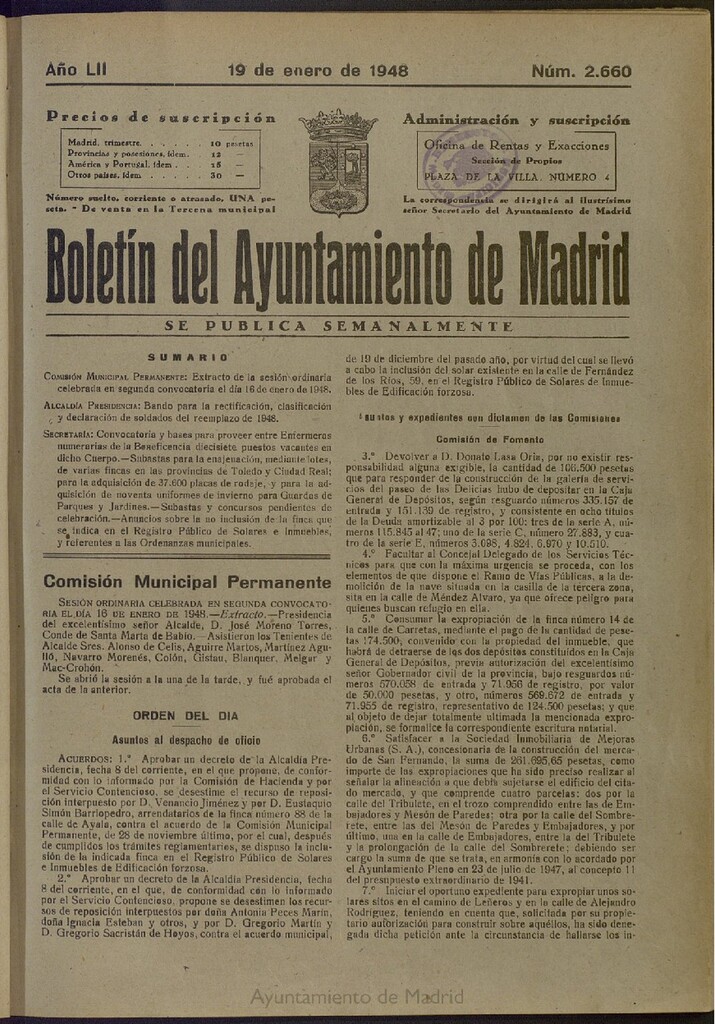 Año LII
19 de enero de 1948
Núm. 2.660
Precios de suscripción
Madrid, trimestre. . . . . . 10 pesetas
Provincias y posesiones, ídem. . . 12 —
América y Portugal, ídem . . . . 25 —
Otros países, ídem . . . . . . 30 —
Número suelto, corriente o atrasado, UNA pe-
seta. - De venta en la Tercena municipal
Administración y suscripción
Oficina de Rentas y Exacciones
Sección de Propios
PLAZA DE LA VILLA, NUMERO 4
La correspondencia se dirigirá al ilustrísimo
señor Secretario del Ayuntamiento de Madrid
Boletín del Ayuntamiento de Madrid
SE PUBLICA SEMANALMENTE
SUMARIO
COMISIÓN MUNICIPAL PERMANENTE: Extracto de la sesión ordinaria
celebrada en segunda convocatoria el día 16 de enero de 1948.
ALCALDÍA PRESIDENCIA: Bando para la rectificación, clasificación
y declaración de soldados del reemplazo de 1948.
SECRETARÍA: Convocatoria y bases para proveer entre Enfermeras
numerarias de la Beneficencia diecisiete puestos vacantes en
dicho Cuerpo.—Subastas para la enajenación, mediante lotes,
de varias fincas en las provincias de Toledo y Ciudad Real;
para la adquisición de 37.600 placas de rodaje, y para la ad-
quisición de noventa uniformes de invierno para Guardas de
Parques y Jardines.—Subastas y concursos pendientes de
celebración.—Anuncios sobre la no inclusión de la finca que
se indica en el Registro Público de Solares e Inmuebles,
y referentes a las Ordenanzas municipales.
Comisión Municipal Permanente
SESIÓN ORDINARIA CELEBRADA EN SEGUNDA CONVOCATO-
RIA EL DÍA 16 DE ENERO DE 1948.—Extracto.—Presidencia
del excelentísimo señor Alcalde, D. José Moreno Torres,
Conde de Santa Marta de Babío.—Asistieron los Tenientes de
Alcalde Sres. Alonso de Celis, Aguirre Martos, Martínez Agu-
lló, Navarro Morenés, Colón, Gistau, Blanquer, Melgar y
Mac-Crohón.
Se abrió la sesión a la una de la tarde, y fué aprobada el
acta de la anterior.
ORDEN DEL DIA
Asuntos al despacho de oficio
ACUERDOS: 1.º Aprobar un decreto de la Alcaldía Pre-
sidencia, fecha 8 del corriente, en el que propone, de confor-
midad con lo informado por la Comisión de Hacienda y por
el Servicio Contencioso, se desestime el recurso de reposi-
ción interpuesto por D. Venancio Jiménez y por D. Eustaquio
Simón Barriopedro, arrendatarios de la finca número 88 de la
calle de Ayala, contra el acuerdo de la Comisión Municipal
Permanente, de 28 de noviembre último, por el cual, después
de cumplidos los trámites reglamentarios, se dispuso la inclu-
sión de la indicada finca en el Registro Público de Solares
e Inmuebles de Edificación forzosa.
2.º Aprobar un decreto de la Alcaldía Presidencia, fecha
8 del corriente, en el que, de conformidad con lo informado
por el Servicio Contencioso, propone se desestimen los recur-
sos de reposición interpuestos por doña Antonia Peces Marín,
doña Ignacia Esteban y otros, y por D. Gregorio Martín y
D. Gregorio Sacristán de Hoyos, contra el acuerdo municipal,
de 19 de diciembre del pasado año, por virtud del cual se llevó
a cabo la inclusión del solar existente en la calle de Fernández
de los Ríos, 59, en el Registro Público de Solares de Inmue-
bles de Edificación forzosa.
Asuntos y expedientes con dictamen de las Comisiones
Comisión de Fomento
3.º Devolver a D. Donato Lasa Oria, por no existir res-
ponsabilidad alguna exigible, la cantidad de 106.500 pesetas
que para responder de la construcción de la galería de servi-
cios del paseo de las Delicias hubo de depositar en la Caja
General de Depósitos, según resguardo números 335.157 de
entrada y 151.139 de registro, y consistente en ocho títulos
de la Deuda amortizable al 3 por 100: tres de la serie A, nú-
meros 115.845 al 47; uno de la serie C, número 27.883, y cua-
tro de la serie E, números 3.698, 4.824, 6.970 y 10.510.
4.º Facultar al Concejal Delegado de los Servicios Téc-
nicos para que con la máxima urgencia se proceda, con los
elementos de que dispone el Ramo de Vías Públicas, a la de-
molición de la nave situada en la casilla de la tercera zona,
sita en la calle de Méndez Alvaro, ya que ofrece peligro para
quienes buscan refugio en ella.
5.º Consumar la expropiación de la finca número 14 de
la calle de Carretas, mediante el pago de la cantidad de pese-
tas 174.500, convenido con la propiedad del inmueble, que
habrá de detraerse de los dos depósitos constituídos en la Caja
General de Depósitos, previa autorización del excelentísimo
señor Gobernador civil de la provincia, bajo resguardos nú-
meros 570.058 de entrada y 71.956 de registro, por valor
de 50.000 pesetas, y otro, números 569.672 de entrada y
71.955 de registro, representativo de 124.500 pesetas; y que
al objeto de dejar totalmente ultimada la mencionada expro-
piación, se formalice la correspondiente escritura notarial.
6.º Satisfacer a la Sociedad Inmobiliaria de Mejoras
Urbanas (S. A.), concesionaria de la construcción del merca-
do de San Fernando, la suma de 261.695,65 pesetas, como
importe de las expropiaciones que ha sido preciso realizar al
señalar la alineación a que debía sujetarse el edificio del cita-
do mercado, y que comprende cuatro parcelas: dos por la
calle del Tribulete, en el trozo comprendido entre las de Em-
bajadores y Mesón de Paredes; otra por la calle del Sombre-
rete, entre las del Mesón de Paredes y Embajadores, y por
último, una en la calle de Embajadores, entre la del Tribulete
y la prolongación de la calle del Sombrerete; debiendo ser
cargo la suma de que se trata, en armonía con lo acordado por
el Ayuntamiento Pleno en 23 de julio de 1947, al concepto 11
del presupuesto extraordinario de 1941.
7.º Iniciar el oportuno expediente para expropiar unos so-
lares sitos en el camino de Leñeros y en la calle de Alejandro
Rodríguez, teniendo en cuenta que, solicitada por su propie-
tario autorización para construir sobre aquéllos, ha sido dene-
gada dicha petición ante la circunstancia de hallarse los in-
Ayuntamiento de Madrid